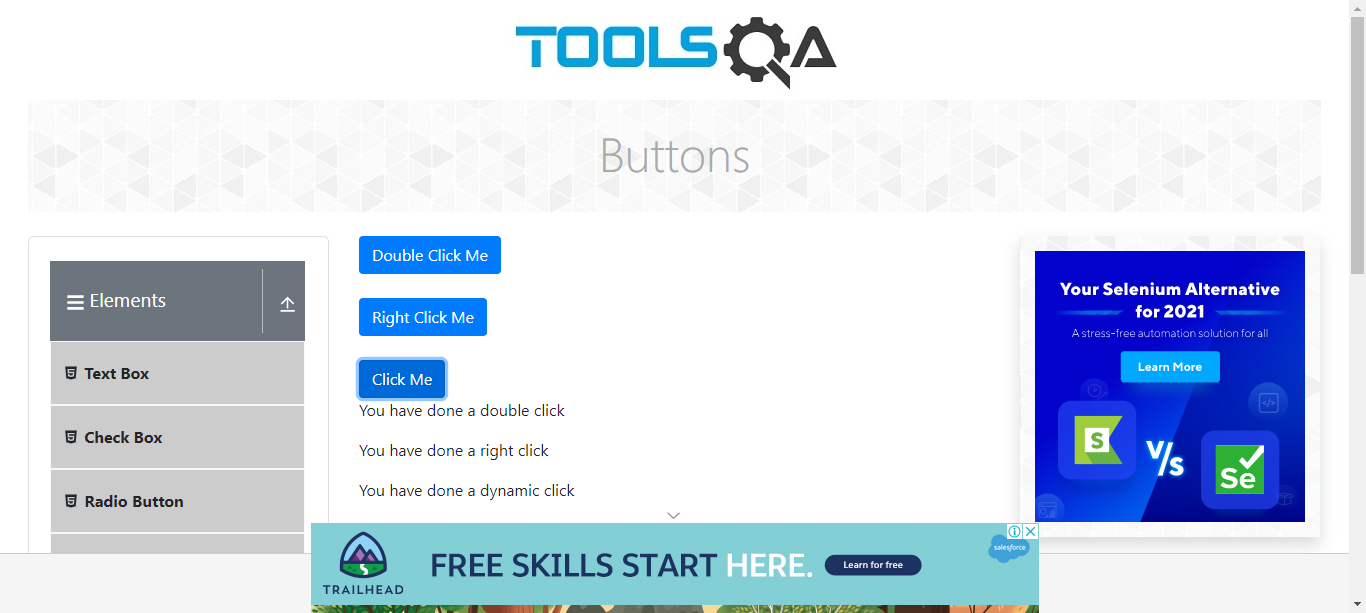 TOOLSQA
Buttons
Elements
Text Box
Check Box
Radio Button
Double Click Me
Right Click Me
Click Me
You have done a double click
You have done a right click
You have done a dynamic click
Your Selenium Alternative
for 2021
A stress-free automation solution for all
Learn More
S
V/s
Se
TRAILHEAD
FREE SKILLS START HERE.
Learn for free
salesforce